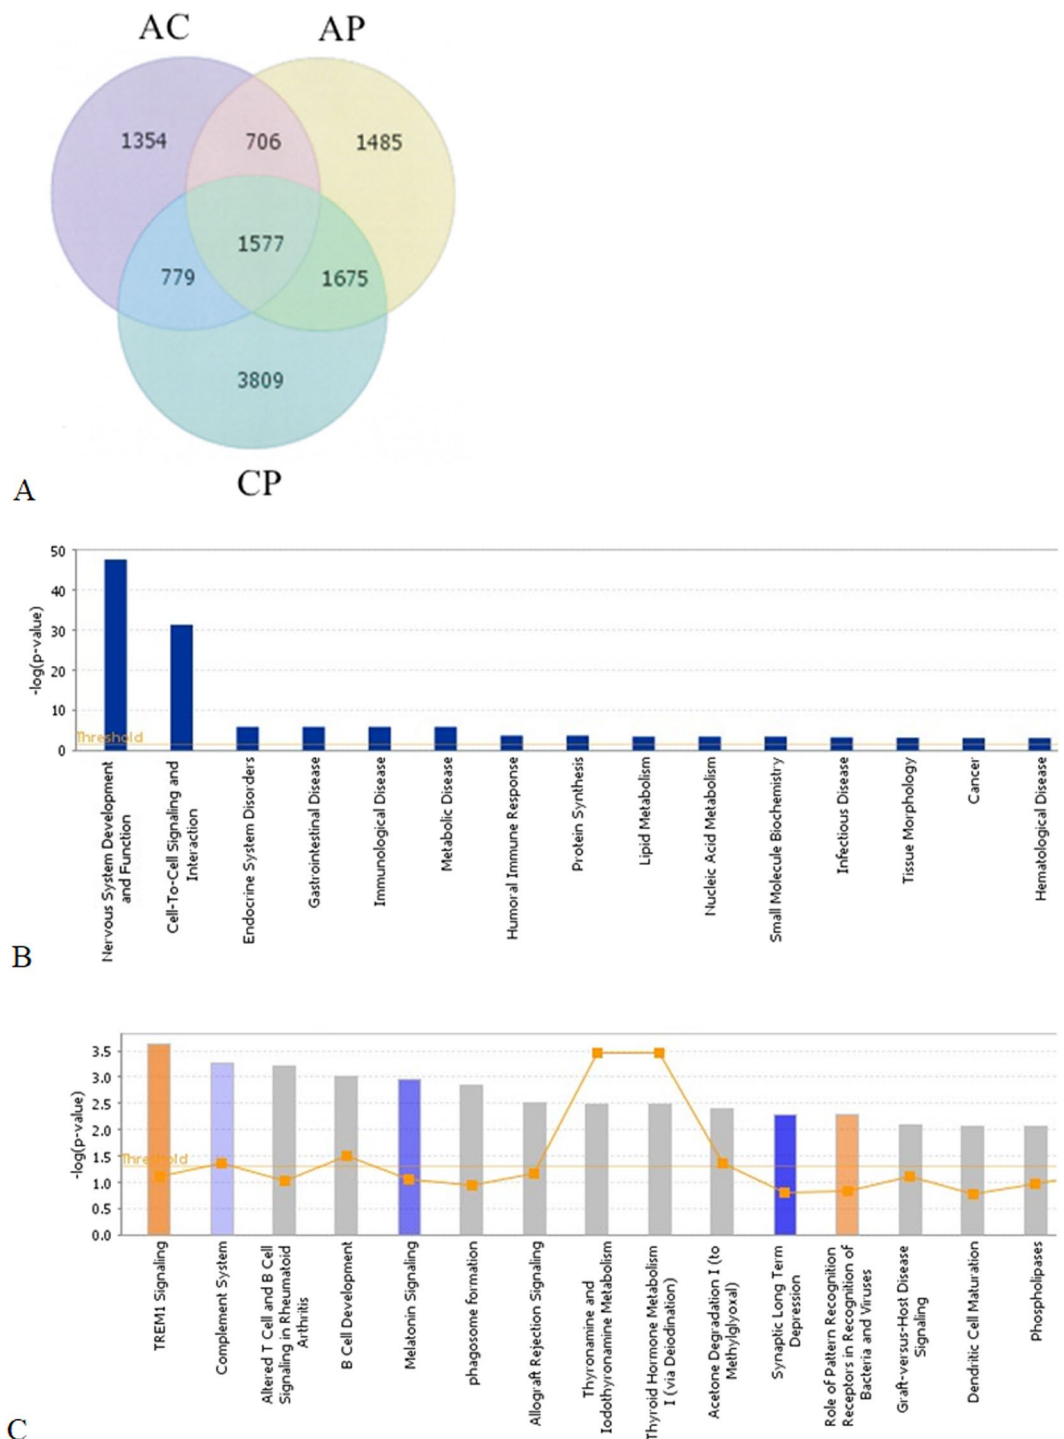 AC AP
1354 706 1485
1577
779 1675
3809
CP
A
50
40
30
20
10
0
-log(p-value)
Threshold
Nervous System Development
and Function
Cell-To-Cell Signaling and
Interaction
Endocrine System Disorders
Gastrointestinal Disease
Immunological Disease
Metabolic Disease
Humoral Immune Response
Protein Synthesis
Lipid Metabolism
Nucleic Acid Metabolism
Small Molecule Biochemistry
Infectious Disease
Tissue Morphology
Cancer
Hematological Disease
B
3.5
3.0
2.5
2.0
1.5
1.0
0.5
0.0
-log(p-value)
Threshold
TREM1 Signaling
Complement System
Altered T Cell and B Cell
Signaling in Rheumatoid
Arthritis
B Cell Development
Melatonin Signaling
phagosome formation
Allograft Rejection Signaling
Thyronamine and
Iodothyronamine Metabolism
Thyroid Hormone Metabolism
I (via Deiodination)
Acetone Degradation I (to
Methylglyoxal)
Synaptic Long Term
Depression
Role of Pattern Recognition
Receptors in Recognition of
Bacteria and Viruses
Graft-versus-Host Disease
Signaling
Dendritic Cell Maturation
Phospholipases
C